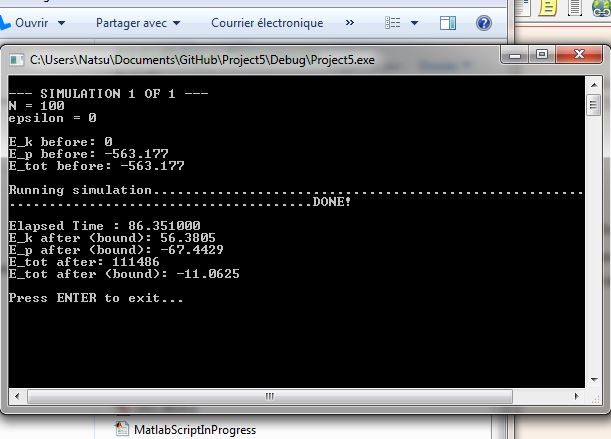 Ouvrir Partager avec Courrier électronique »
C:\Users\Natsu\Documents\GitHub\Project5\Debug\Project5.exe
--- SIMULATION 1 OF 1 ---
N = 100
epsilon = 0
E_k before: 0
E_p before: -563.177
E_tot before: -563.177
Running simulation......................................................
......................................DONE!
Elapsed Time : 86.351000
E_k after (bound): 56.3805
E_p after (bound): -67.4429
E_tot after: 111486
E_tot after (bound): -11.0625
Press ENTER to exit...
MatlabScriptInProgress